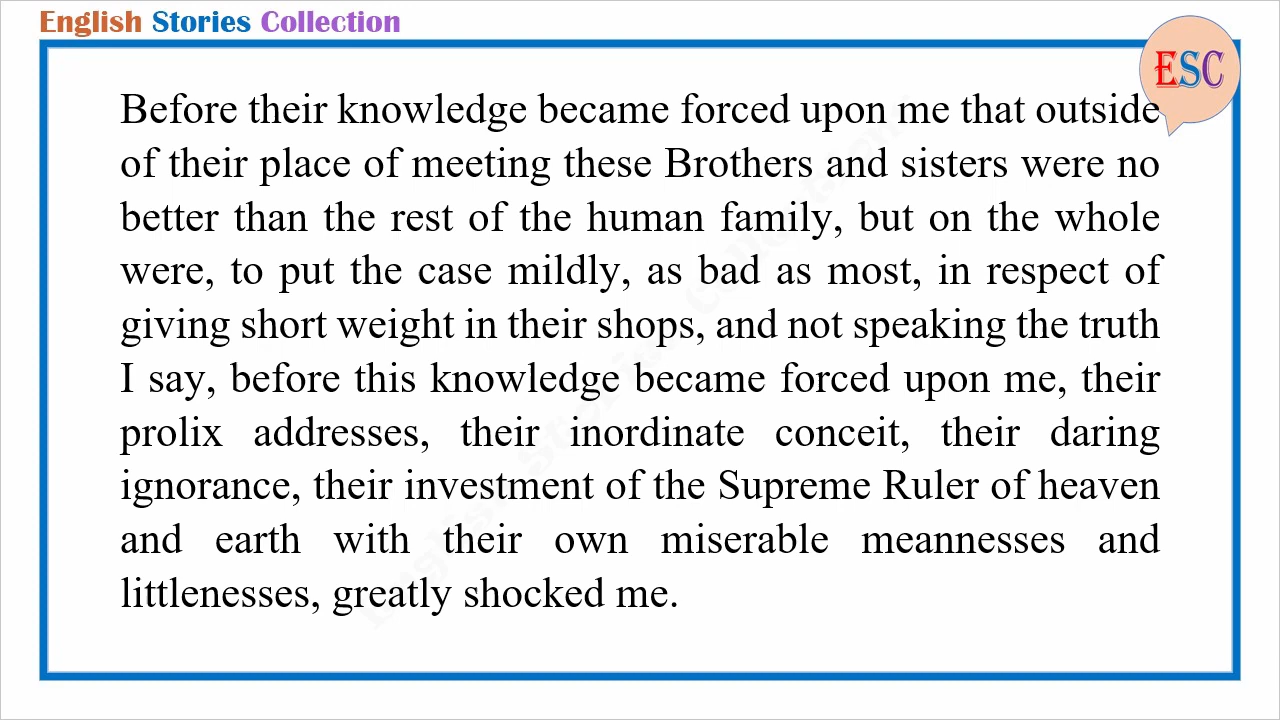 English Stories Collection
ESC
Before their knowledge became forced upon me that outside
of their place of meeting these Brothers and sisters were no
better than the rest of the human family, but on the whole
were, to put the case mildly, as bad as most, in respect of
giving short weight in their shops, and not speaking the truth
I say, before this knowledge became forced upon me, their
prolix addresses, their inordinate conceit, their daring
ignorance, their investment of the Supreme Ruler of heaven
and earth with their own miserable meannesses and
littlenesses, greatly shocked me.